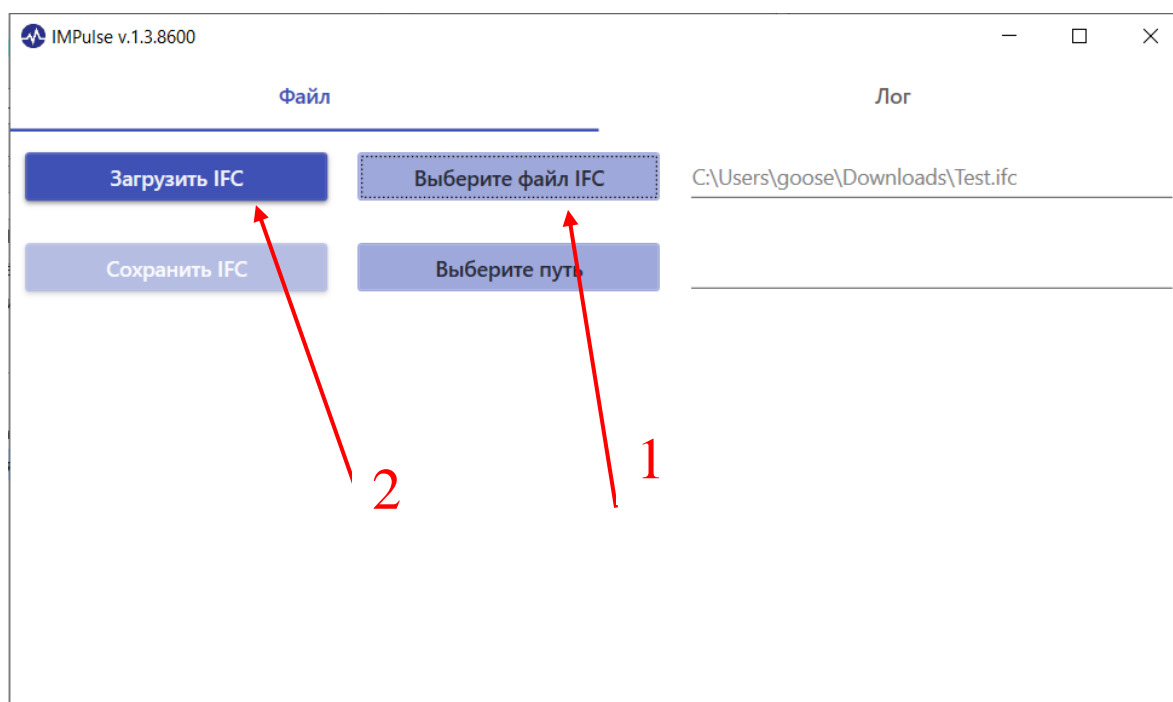 IMPulse v.1.3.8600
Файл Лог
Загрузить IFC Выберите файл IFC C:\Users\goose\Downloads\Test.ifc
Сохранить IFC Выберите путь
1
2